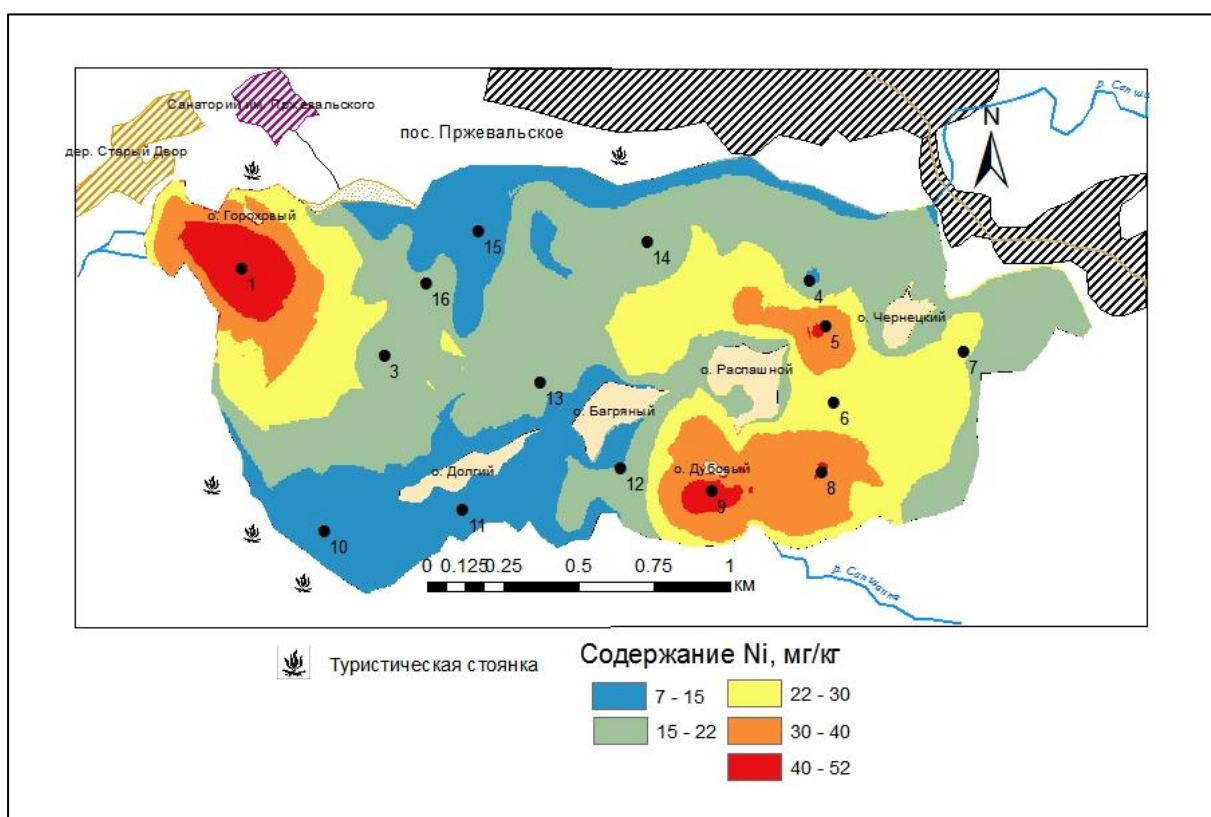 Санаторий им. Пржевальского
р. Сапша
пос. Пржевальское
N
дер. Старый Двор
о. Гороховый
15
14
1
16
4
о. Чернецкий
5
3
7
о. Распашной
13
6
о. Багряный
о. Долгий
12
о. Дубовый
8
9
11
10
0 0.125 0.25 0.5 0.75 1
км
р. Сапшанка
Туристическая стоянка
Содержание Ni, мг/кг
7 - 15
22 - 30
15 - 22
30 - 40
40 - 52